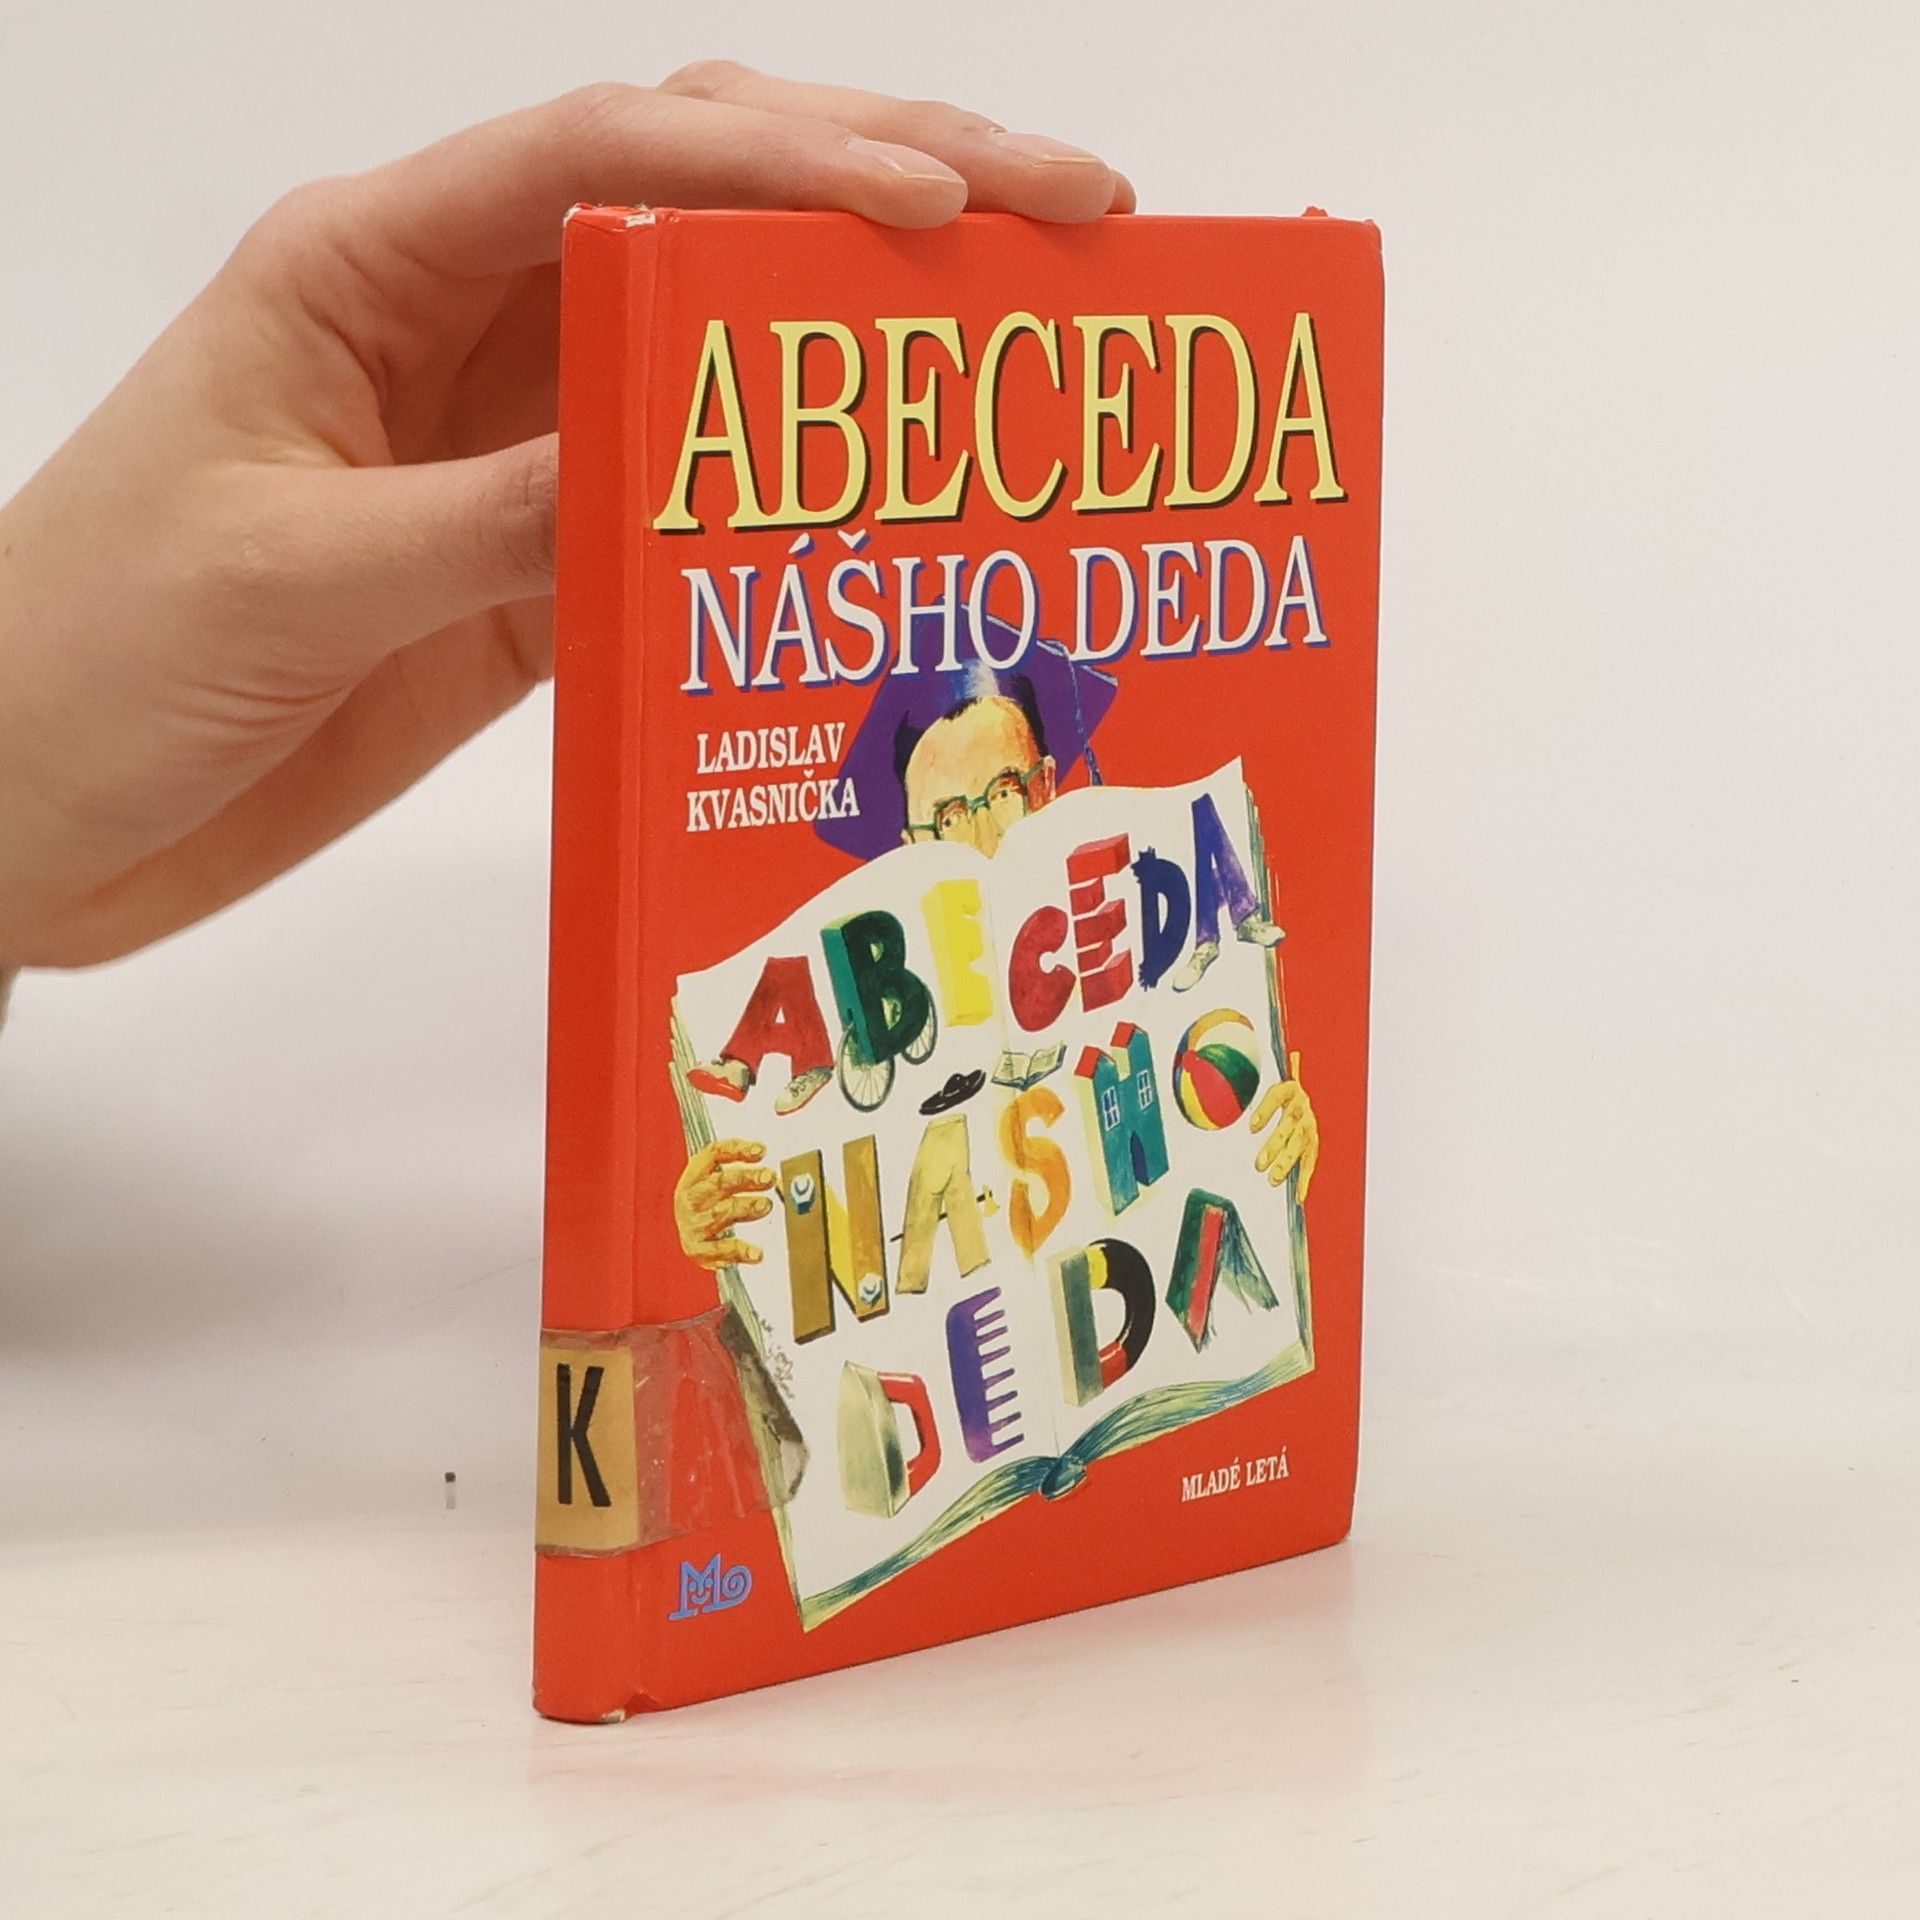 ABECEDA
NÁŠHO DEDA
LADISLAV
KVASNIČKA
ABECEDA
NÁŠHO
DEDA
MLADÉ LETÁ
K
M